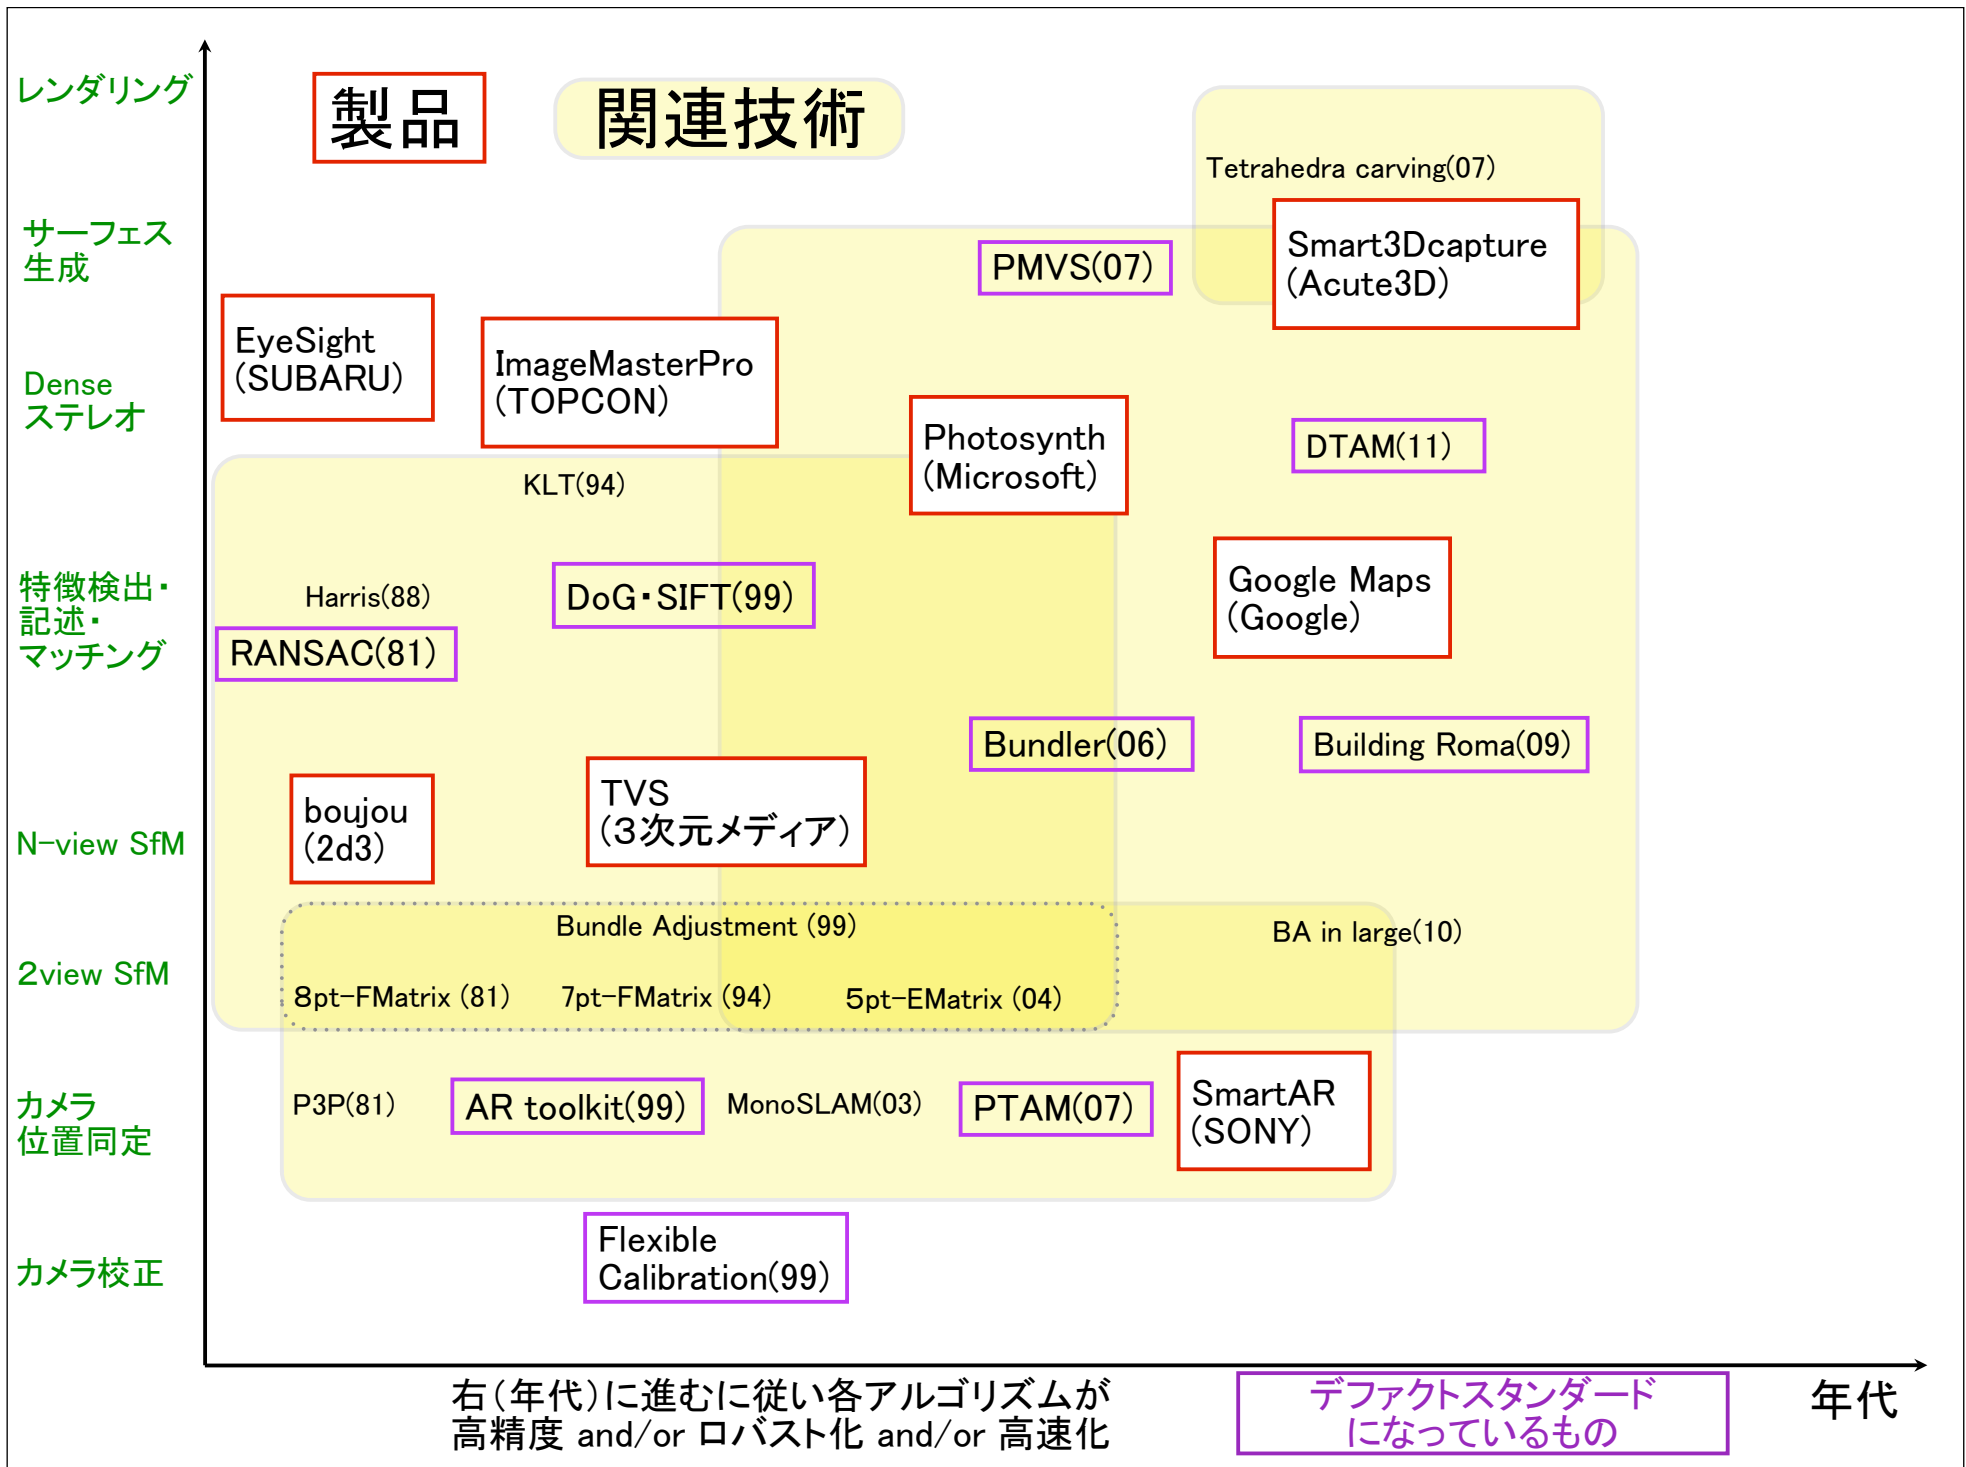 レンダリング
製品
関連技術
Tetrahedra carving(07)
サーフェス
生成
PMVS(07)
Smart3Dcapture
(Acute3D)
EyeSight
(SUBARU)
ImageMasterPro
(TOPCON)
Dense
ステレオ
Photosynth
(Microsoft)
DTAM(11)
KLT(94)
特徴検出・
記述・
マッチング
Harris(88)
DoG・SIFT(99)
Google Maps
(Google)
RANSAC(81)
Bundler(06)
Building Roma(09)
N-view SfM
boujou
(2d3)
TVS
(３次元メディア)
Bundle Adjustment (99)
BA in large(10)
２view SfM
８pt-FMatrix (81)
7pt-FMatrix (94)
５pt-EMatrix (04)
カメラ
位置同定
P3P(81)
AR toolkit(99)
MonoSLAM(03)
PTAM(07)
SmartAR
(SONY)
カメラ校正
Flexible
Calibration(99)
右（年代）に進むに従い各アルゴリズムが
高精度 and/or ロバスト化 and/or 高速化
デファクトスタンダード
になっているもの
年代